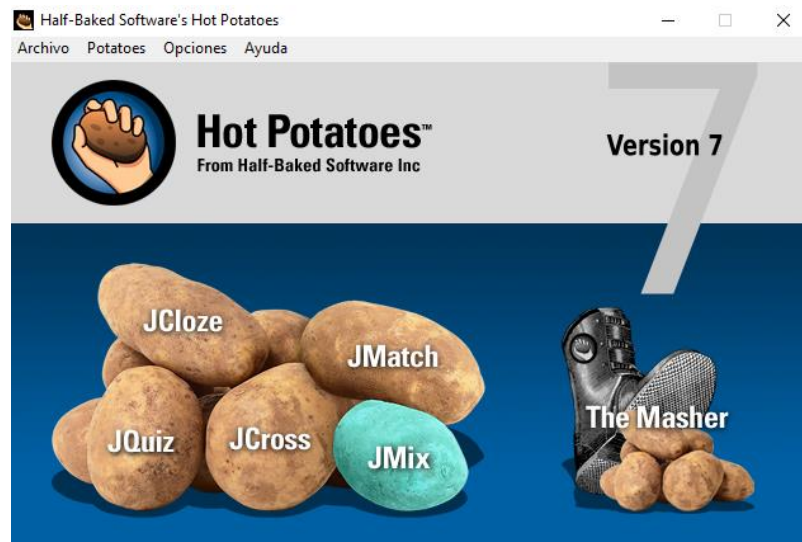 Half-Baked Software's Hot Potatoes
Archivo Potatoes Opciones Ayuda
Hot Potatoes™
From Half-Baked Software Inc
Version 7
7
JCloze
JMatch
JQuiz
JCross
JMix
The Masher